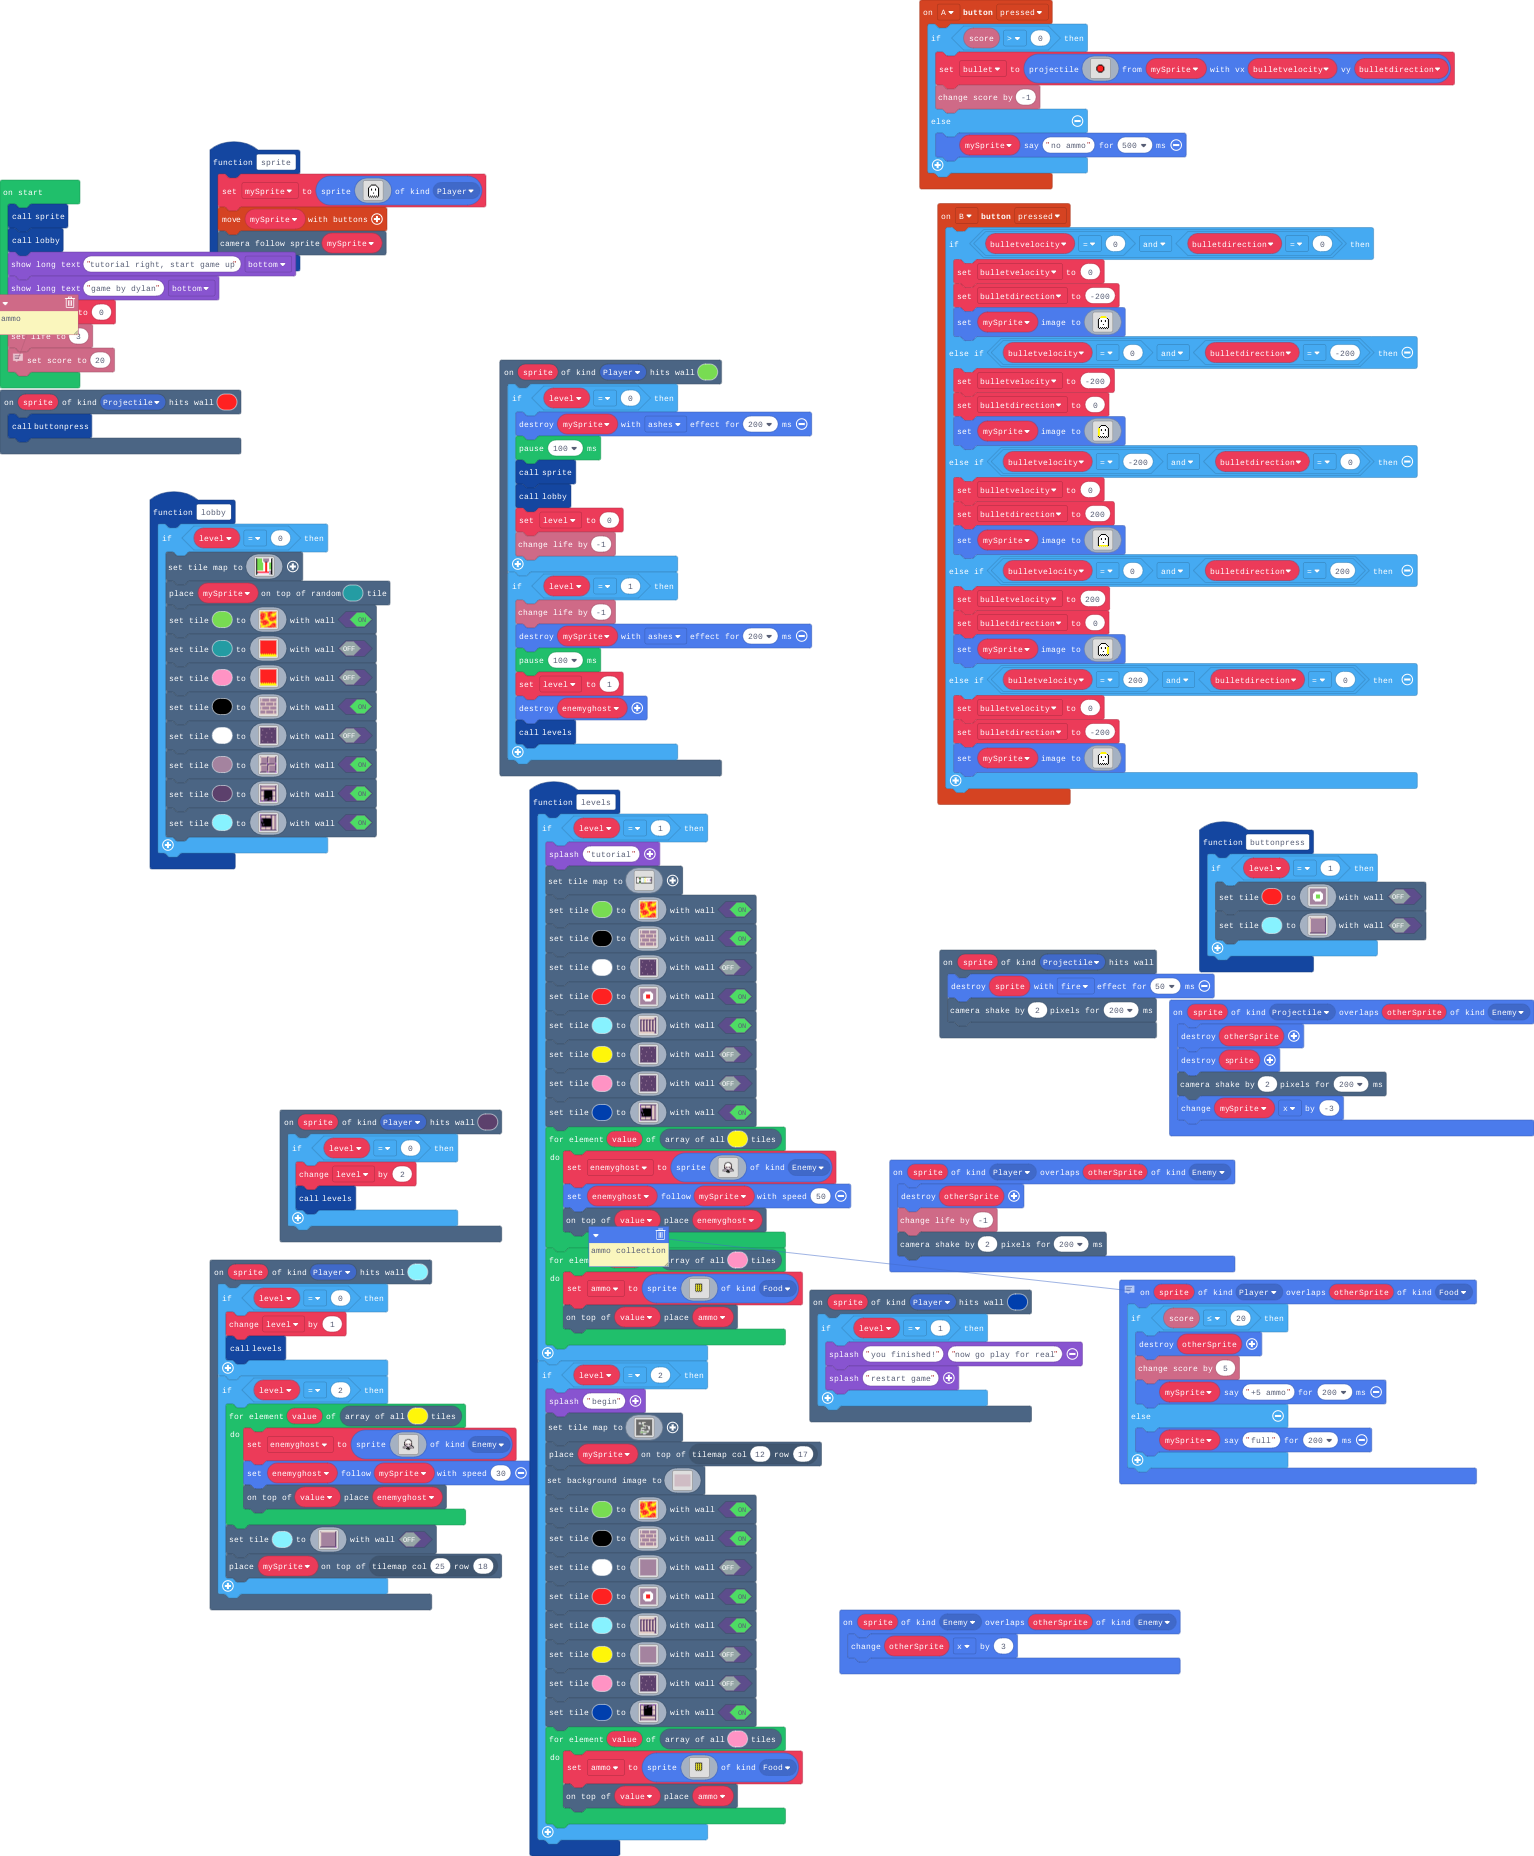 on A button pressed
if score > 0 then
set bullet to projectile from mySprite with vx bulletvelocity vy bulletdirection
change score by -1
else
mySprite say "no ammo" for 500 ms
function sprite
set mySprite to sprite of kind Player
move mySprite with buttons
camera follow sprite mySprite
on start
call sprite
call lobby
show long text "tutorial right, start game up" bottom
show long text "game by dylan" bottom
to 0
ammo
set life to 3
set score to 20
on sprite of kind Projectile hits wall
call buttonpress
on B button pressed
if bulletvelocity = 0 and bulletdirection = 0 then
set bulletvelocity to 0
set bulletdirection to -200
set mySprite image to
else if bulletvelocity = 0 and bulletdirection = -200 then
set bulletvelocity to -200
set bulletdirection to 0
set mySprite image to
else if bulletvelocity = -200 and bulletdirection = 0 then
set bulletvelocity to 0
set bulletdirection to 200
set mySprite image to
else if bulletvelocity = 0 and bulletdirection = 200 then
set bulletvelocity to 200
set bulletdirection to 0
set mySprite image to
else if bulletvelocity = 200 and bulletdirection = 0 then
set bulletvelocity to 0
set bulletdirection to -200
set mySprite image to
on sprite of kind Player hits wall
if level = 0 then
destroy mySprite with ashes effect for 200 ms
pause 100 ms
call sprite
call lobby
set level to 0
change life by -1
if level = 1 then
change life by -1
destroy mySprite with ashes effect for 200 ms
pause 100 ms
set level to 1
destroy enemyghost
call levels
function lobby
if level = 0 then
set tile map to
place mySprite on top of random tile
set tile to with wall ON
set tile to with wall OFF
set tile to with wall OFF
set tile to with wall ON
set tile to with wall OFF
set tile to with wall ON
set tile to with wall ON
set tile to with wall ON
function levels
if level = 1 then
splash "tutorial"
set tile map to
set tile to with wall ON
set tile to with wall ON
set tile to with wall OFF
set tile to with wall ON
set tile to with wall ON
set tile to with wall OFF
set tile to with wall OFF
set tile to with wall ON
for element value of array of all tiles
do
set enemyghost to sprite of kind Enemy
set enemyghost follow mySprite with speed 50
on top of value place enemyghost
ammo collection
for elem rray of all tiles
do
set ammo to sprite of kind Food
on top of value place ammo
if level = 2 then
splash "begin"
set tile map to
place mySprite on top of tilemap col 12 row 17
set background image to
set tile to with wall ON
set tile to with wall ON
set tile to with wall OFF
set tile to with wall ON
set tile to with wall ON
set tile to with wall OFF
set tile to with wall OFF
set tile to with wall ON
for element value of array of all tiles
do
set ammo to sprite of kind Food
on top of value place ammo
function buttonpress
if level = 1 then
set tile to with wall OFF
set tile to with wall OFF
on sprite of kind Projectile hits wall
destroy sprite with fire effect for 50 ms
camera shake by 2 pixels for 200 ms
on sprite of kind Projectile overlaps otherSprite of kind Enemy
destroy otherSprite
destroy sprite
camera shake by 2 pixels for 200 ms
change mySprite x by -3
on sprite of kind Player hits wall
if level = 0 then
change level by 2
call levels
on sprite of kind Player overlaps otherSprite of kind Enemy
destroy otherSprite
change life by -1
camera shake by 2 pixels for 200 ms
on sprite of kind Player hits wall
if level = 0 then
change level by 1
call levels
if level = 2 then
for element value of array of all tiles
do
set enemyghost to sprite of kind Enemy
set enemyghost follow mySprite with speed 30
on top of value place enemyghost
set tile to with wall OFF
place mySprite on top of tilemap col 25 row 18
on sprite of kind Player hits wall
if level = 1 then
splash "you finished!" "now go play for real"
splash "restart game"
on sprite of kind Player overlaps otherSprite of kind Food
if score ≤ 20 then
destroy otherSprite
change score by 5
mySprite say "+5 ammo" for 200 ms
else
mySprite say "full" for 200 ms
on sprite of kind Enemy overlaps otherSprite of kind Enemy
change otherSprite x by 3